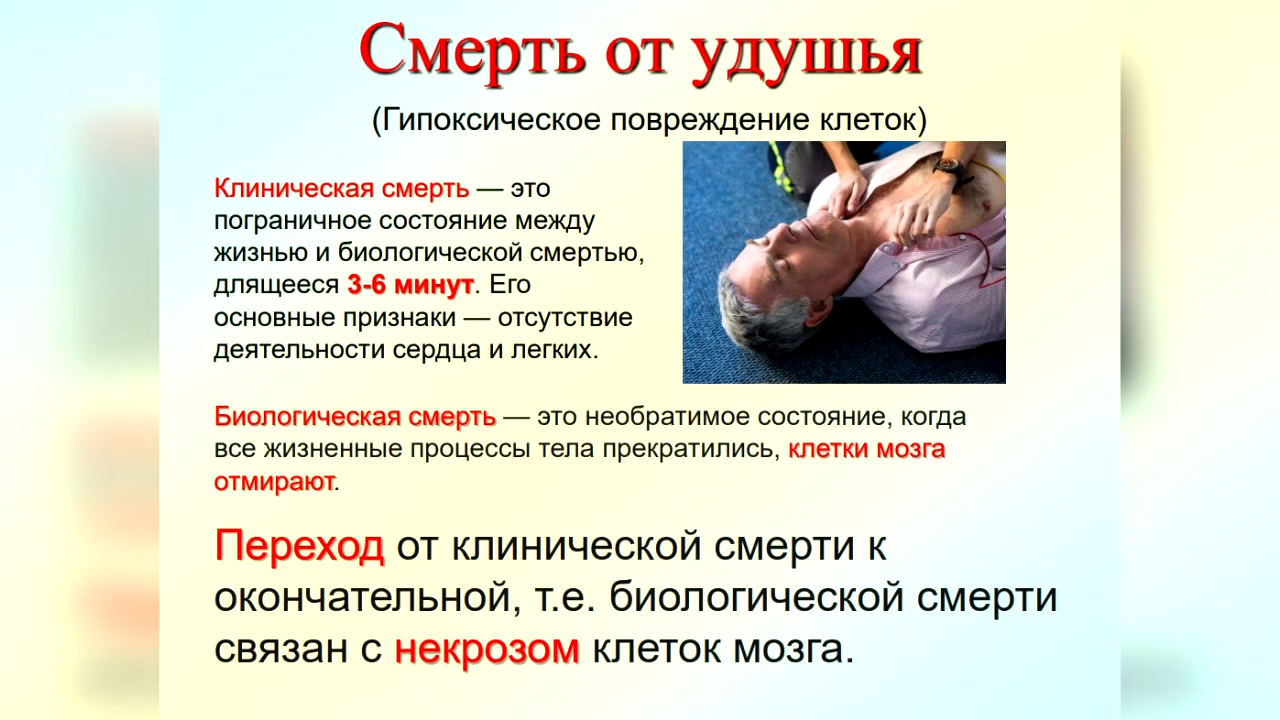 Смерть от удушья
(Гипоксическое повреждение клеток)
Клиническая смерть — это
пограничное состояние между
жизнью и биологической смертью,
длящееся 3-6 минут. Его
основные признаки — отсутствие
деятельности сердца и легких.
Биологическая смерть — это необратимое состояние, когда
все жизненные процессы тела прекратились, клетки мозга
отмирают.
Переход от клинической смерти к
окончательной, т.е. биологической смерти
связан с некрозом клеток мозга.